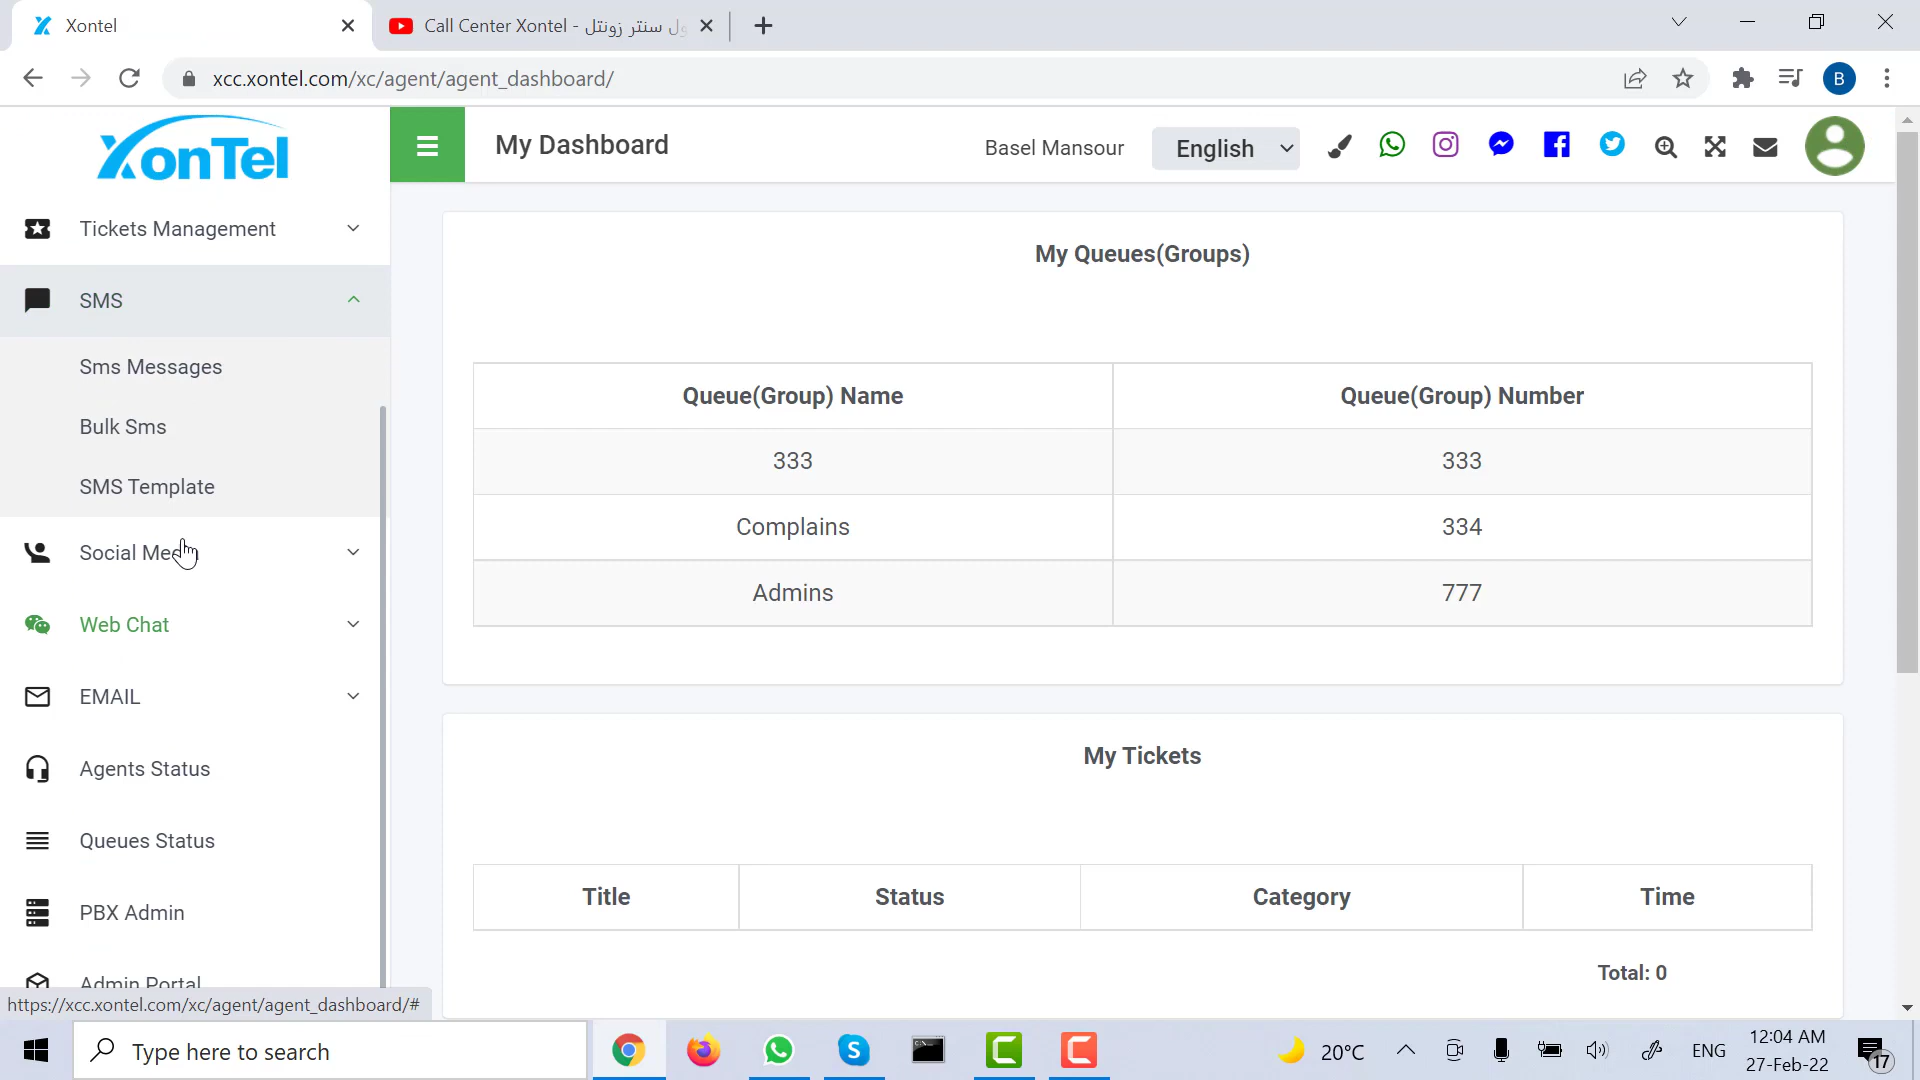 Xontel
Call Center Xontel - ول سنتر زونتل
xcc.xontel.com/xc/agent/agent_dashboard/
B
XonTel
My Dashboard
Basel Mansour
English
Tickets Management
SMS
Sms Messages
Bulk Sms
SMS Template
Social Me
Web Chat
EMAIL
Agents Status
Queues Status
PBX Admin
Admin Portal
My Queues(Groups)
Queue(Group) Name Queue(Group) Number
333 333
Complains 334
Admins 777
My Tickets
Title Status Category Time
Total: 0
https://xcc.xontel.com/xc/agent/agent_dashboard/#
Type here to search
S
20°C
ENG
12:04 AM
27-Feb-22
17